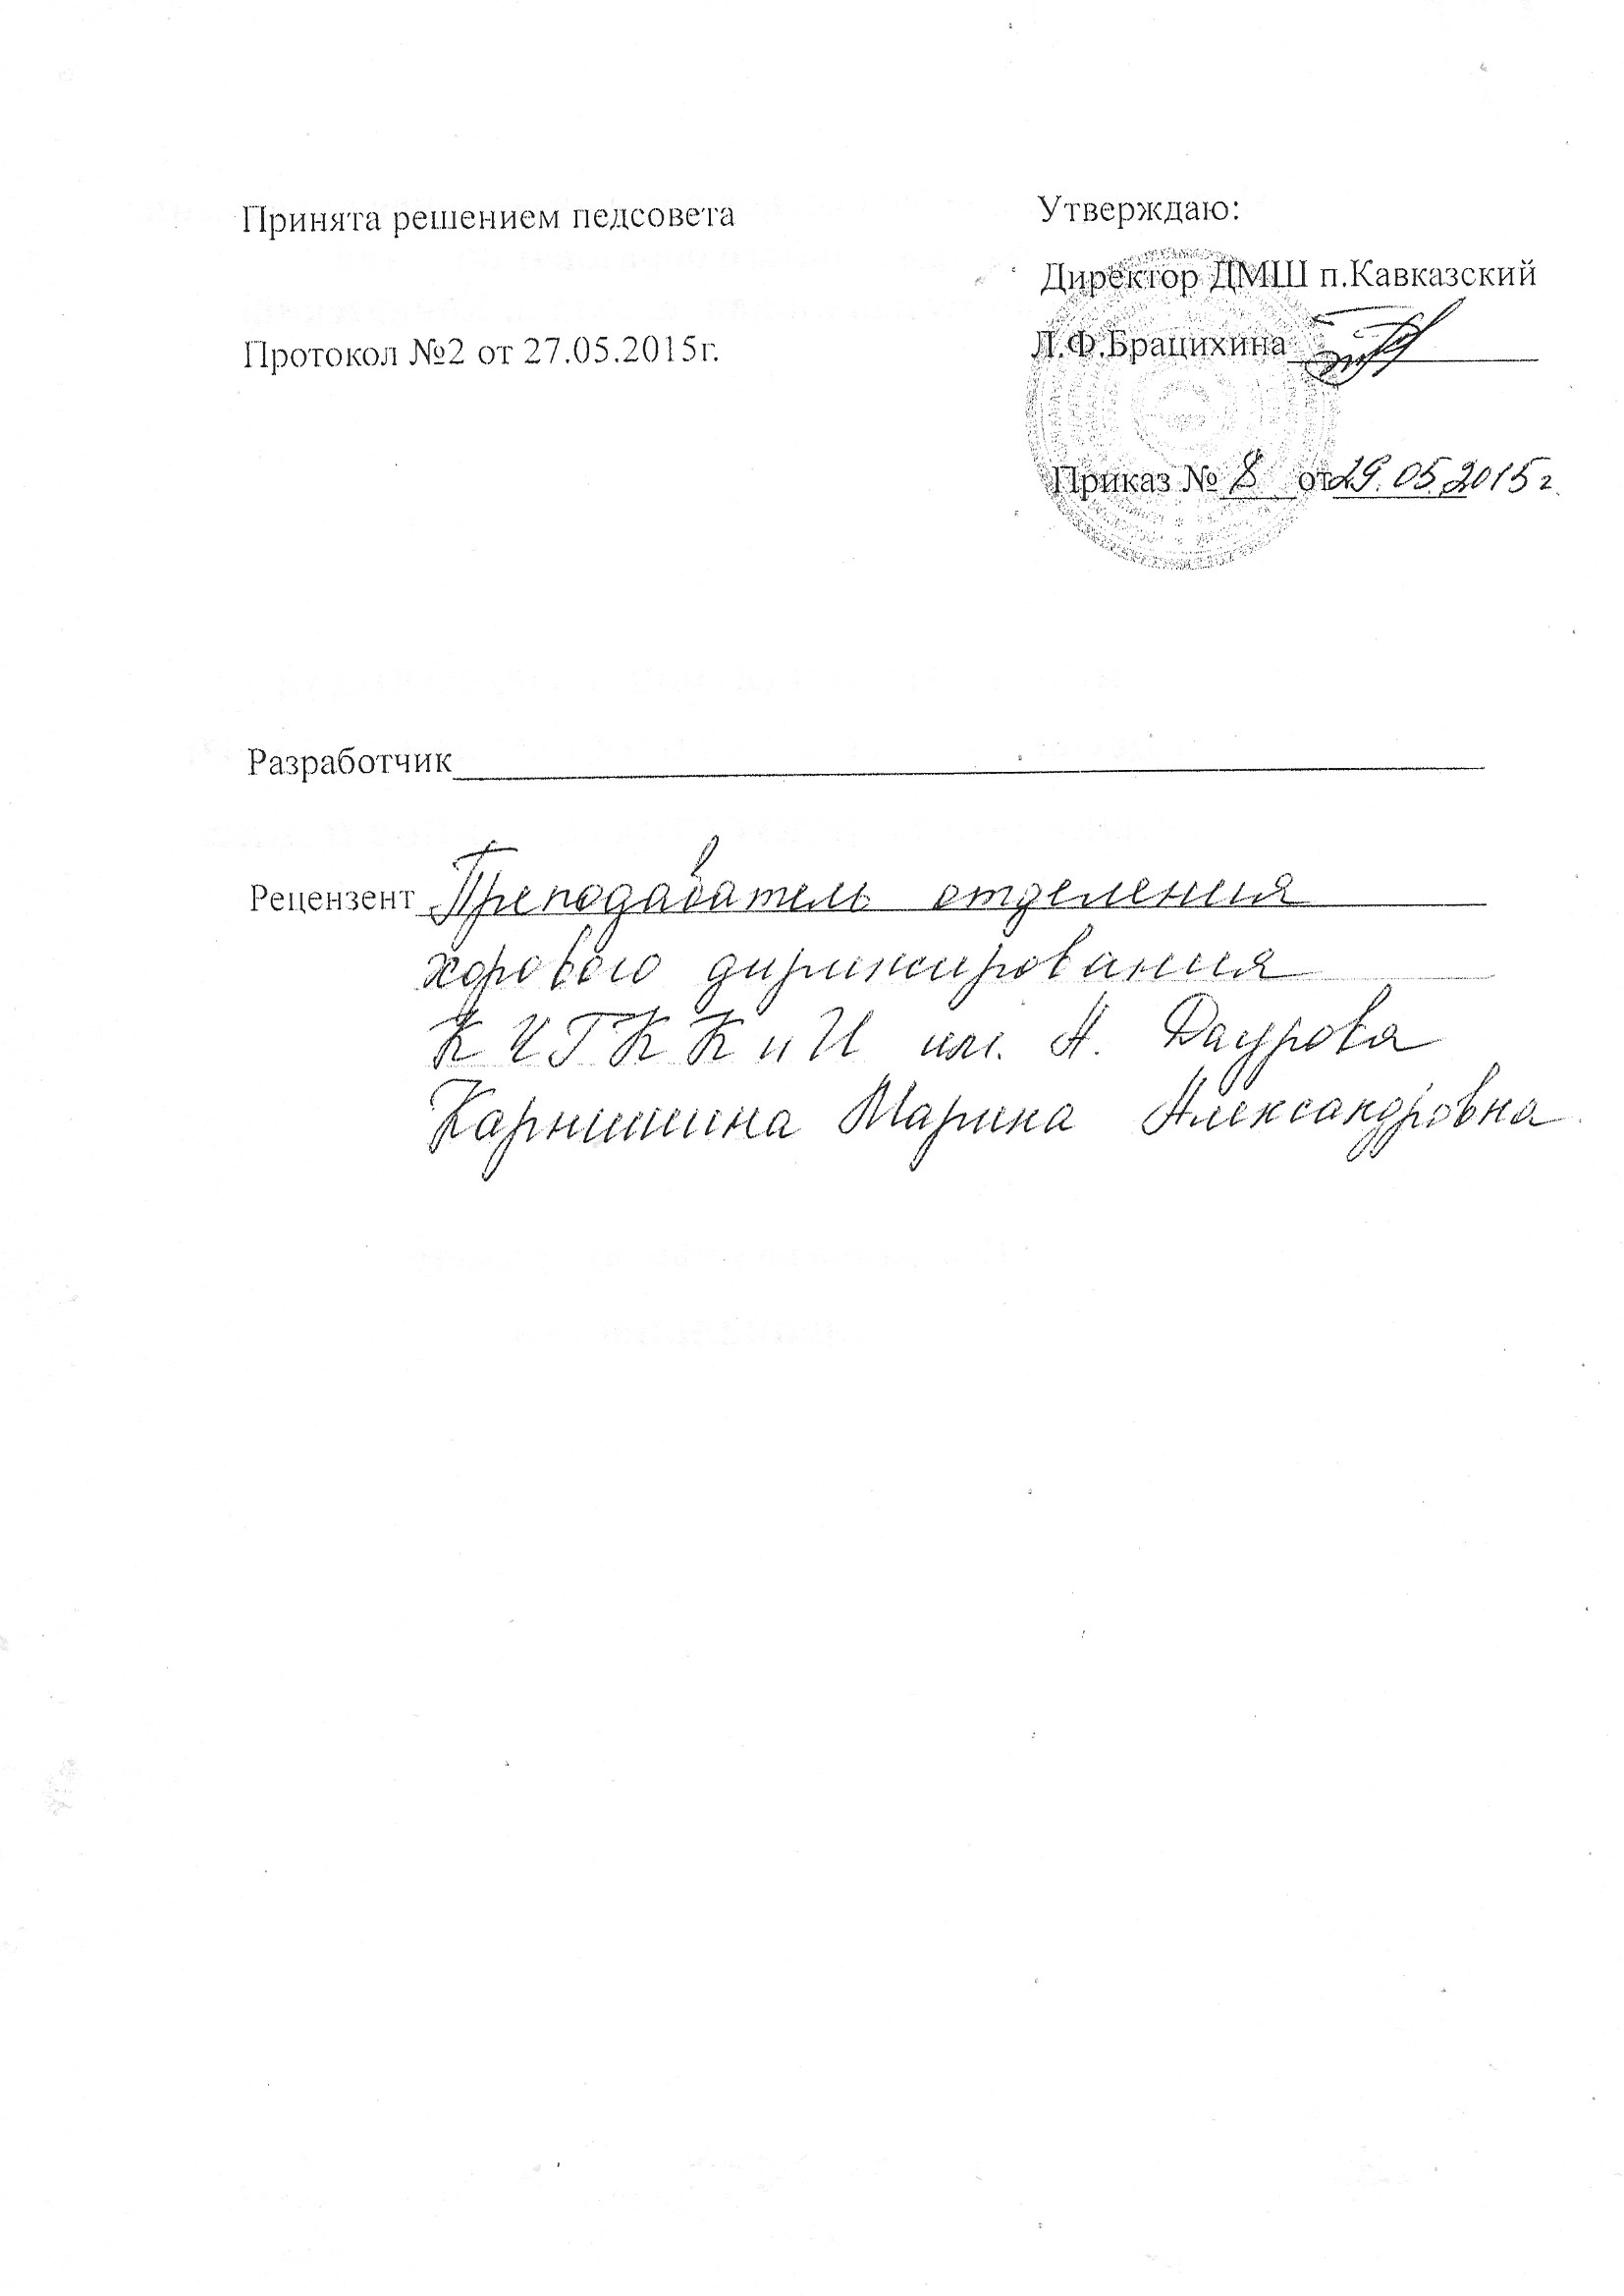 Принята решением педсовета
Протокол №2 от 27.05.2015г.
Утверждаю:
Директор ДМШ п.Кавказский
Л.Ф.Брацихина
Приказ № 8 от 29.05.2015г.
Разработчик
Рецензент Преподаватель отделения
хорового дирижирования
КЧГККиИ им. А. Даурова
Марина Александровна